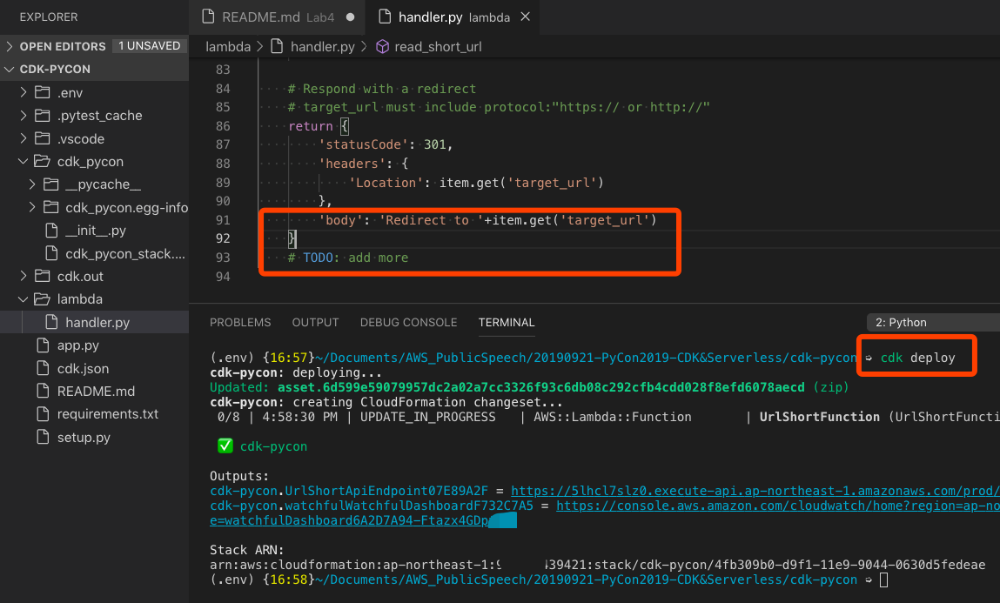 EXPLORER
OPEN EDITORS 1 UNSAVED
CDK-PYCON
.env
.pytest_cache
.vscode
cdk_pycon
__pycache__
cdk_pycon.egg-info
__init__.py
cdk_pycon_stack....
cdk.out
lambda
handler.py
app.py
cdk.json
README.md
requirements.txt
setup.py
README.md Lab4 ●
handler.py lambda ×
lambda > handler.py > read_short_url
83
84 # Respond with a redirect
85 # target_url must include protocol:"https:// or http://"
86 return {
87 'statusCode': 301,
88 'headers': {
89 'Location': item.get('target_url')
90 },
91 'body': 'Redirect to '+item.get('target_url')
92 }
93 # TODO: add more
94
PROBLEMS OUTPUT DEBUG CONSOLE TERMINAL 2: Python
(.env) {16:57}~/Documents/AWS_PublicSpeech/20190921-PyCon2019-CDK&Serverless/cdk-pycon ➭ cdk deploy
cdk-pycon: deploying...
Updated: asset.6d599e59079957dc2a02a7cc3326f93c6db08c292cfb4cdd028f8efd6078aecd (zip)
cdk-pycon: creating CloudFormation changeset...
0/8 | 4:58:30 PM | UPDATE_IN_PROGRESS | AWS::Lambda::Function | UrlShortFunction (UrlShortFuncti
✅ cdk-pycon
Outputs:
cdk-pycon.UrlShortApiEndpoint07E89A2F = https://5lhcl7slz0.execute-api.ap-northeast-1.amazonaws.com/prod/
cdk-pycon.watchfulWatchfulDashboardF732C7A5 = https://console.aws.amazon.com/cloudwatch/home?region=ap-no
e=watchfulDashboard6A2D7A94-Ftazx4GDp
Stack ARN:
arn:aws:cloudformation:ap-northeast-1:9 39421:stack/cdk-pycon/4fb309b0-d9f1-11e9-9044-0630d5fedeae
(.env) {16:58}~/Documents/AWS_PublicSpeech/20190921-PyCon2019-CDK&Serverless/cdk-pycon ➭